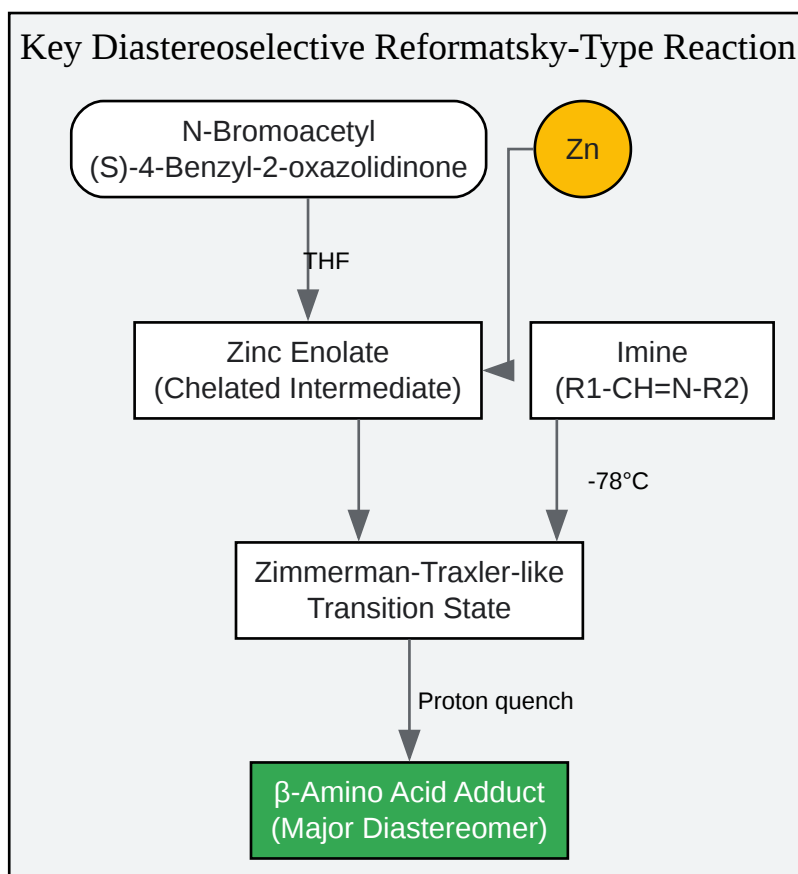 Key Diastereoselective Reformatsky-Type Reaction
N-Bromoacetyl
(S)-4-Benzyl-2-oxazolidinone
Zn
THF
Zinc Enolate
(Chelated Intermediate)
Imine
(R1-CH=N-R2)
-78°C
Zimmerman-Traxler-like
Transition State
Proton quench
β-Amino Acid Adduct
(Major Diastereomer)